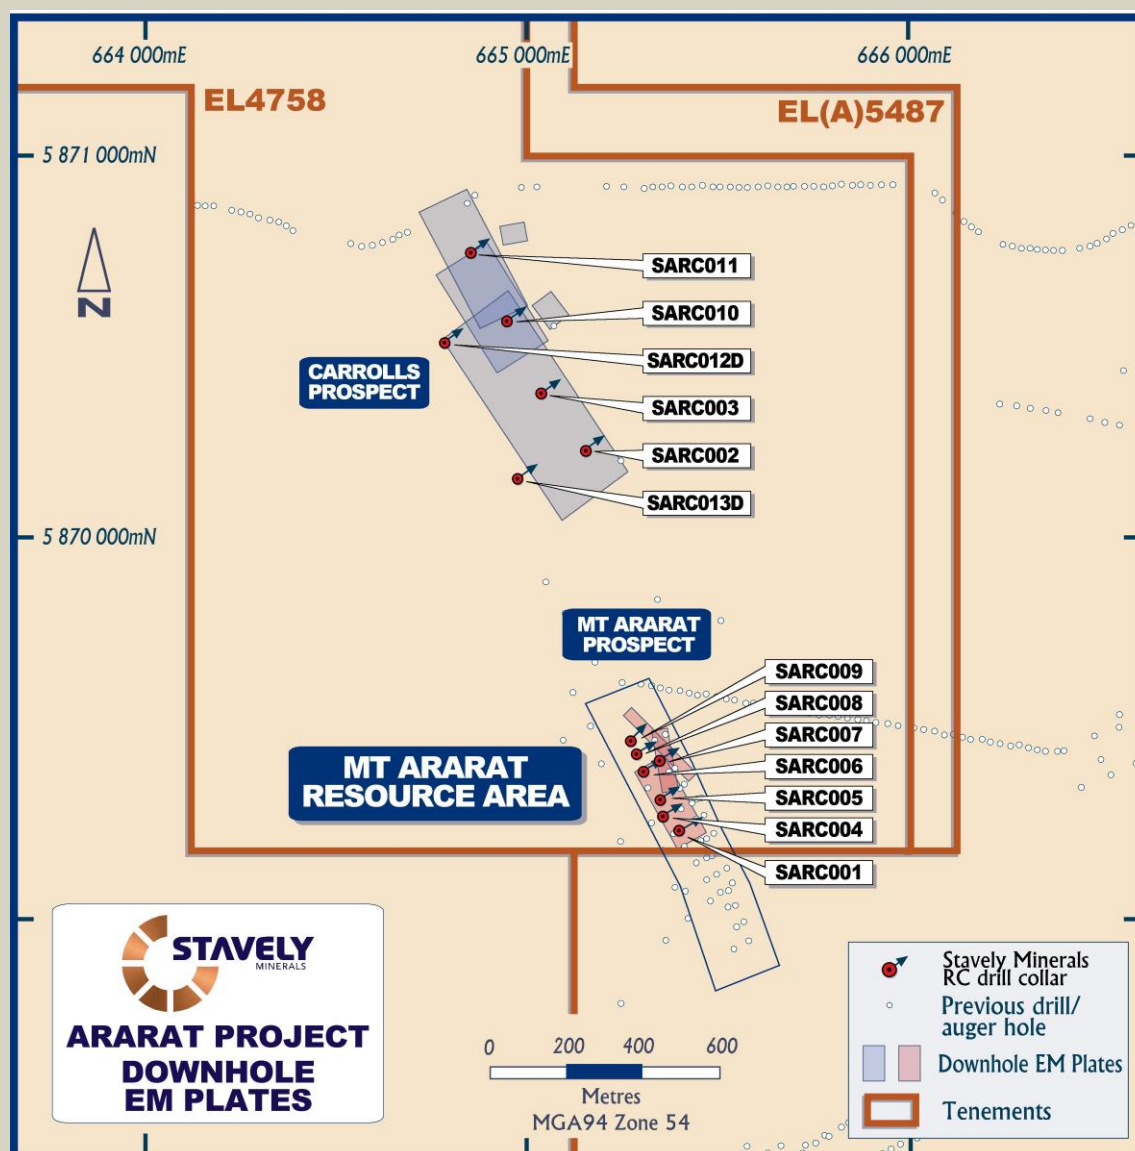 664 000mE
665 000mE
666 000mE
EL4758
EL(A)5487
5 871 000mN
N
SARC011
SARC010
SARC012D
CARROLLS
PROSPECT
SARC003
SARC002
SARC013D
5 870 000mN
MT ARARAT
PROSPECT
SARC009
SARC008
SARC007
SARC006
SARC005
SARC004
SARC001
MT ARARAT
RESOURCE AREA
STAVELY
MINERALS
ARARAT PROJECT
DOWNHOLE
EM PLATES
0 200 400 600
Metres
MGA94 Zone 54
Stavely Minerals
RC drill collar
Previous drill/
auger hole
Downhole EM Plates
Tenements